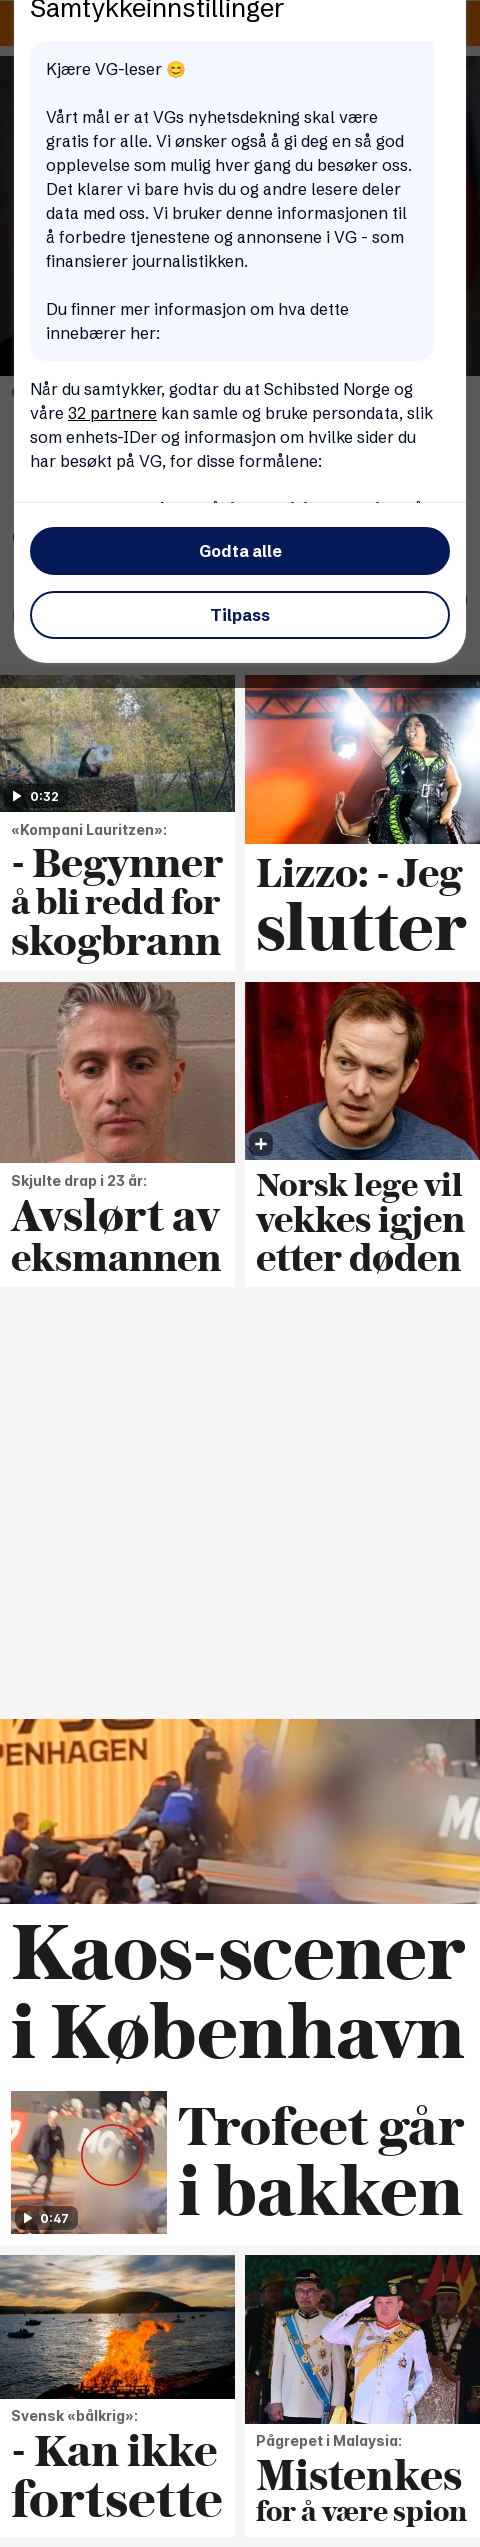 Samtykkeinnstillinger
Kjære VG-leser 😊
Vårt mål er at VGs nyhetsdekning skal være
gratis for alle. Vi ønsker også å gi deg en så god
opplevelse som mulig hver gang du besøker oss.
Det klarer vi bare hvis du og andre lesere deler
data med oss. Vi bruker denne informasjonen til
å forbedre tjenestene og annonsene i VG - som
finansierer journalistikken.
Du finner mer informasjon om hva dette
innebærer her:
Når du samtykker, godtar du at Schibsted Norge og
våre 32 partnere kan samle og bruke persondata, slik
som enhets-IDer og informasjon om hvilke sider du
har besøkt på VG, for disse formålene:
Godta alle
Tilpass
0:32
«Kompani Lauritzen»:
- Begynner
å bli redd for
skogbrann
Lizzo: - Jeg
slutter
Skjulte drap i 23 år:
Avslørt av
eksmannen
Norsk lege vil
vekkes igjen
etter døden
PENHAGEN
Kaos-scener
i København
0:47
Trofeet går
i bakken
Svensk «bålkrig»:
- Kan ikke
fortsette
Pågrepet i Malaysia:
Mistenkes
for å være spion